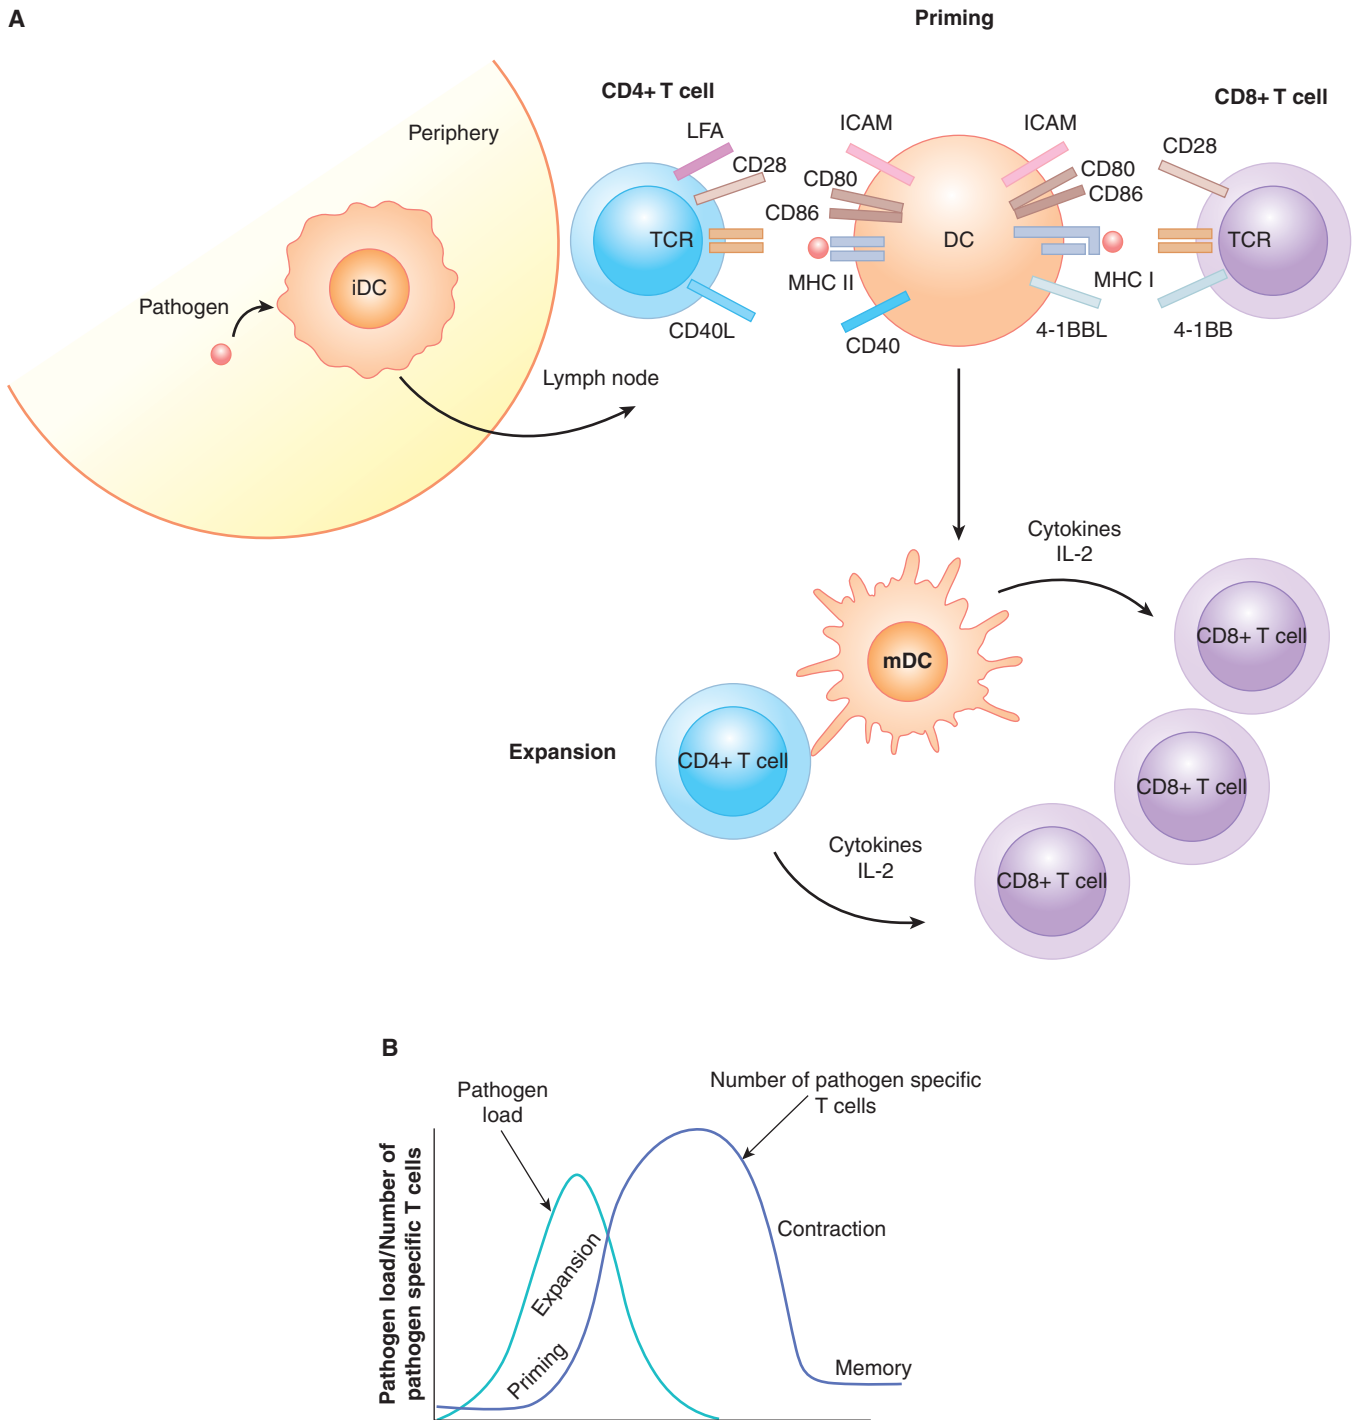 A
Priming
CD4+ T cell
CD8+ T cell
Periphery
LFA
ICAM
ICAM
CD28
CD28
CD80
CD80
CD86
CD86
TCR
DC
TCR
MHC II
MHC I
CD40L
CD40
4-1BBL
4-1BB
iDC
Pathogen
Lymph node
Cytokines
IL-2
CD8+ T cell
mDC
Expansion
CD4+ T cell
CD8+ T cell
Cytokines
IL-2
CD8+ T cell
B
Pathogen
load
Number of pathogen specific
T cells
Pathogen load/Number of
pathogen specific T cells
Expansion
Priming
Contraction
Memory